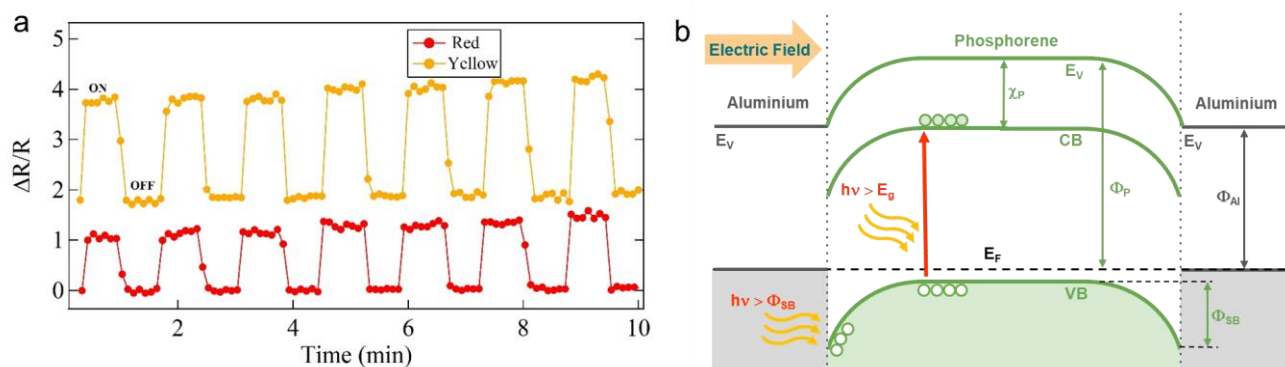 a
ΔR/R
5
4
3
2
1
0
ON
OFF
Red
Yellow
2
4
6
8
10
Time (min)
b
Electric Field
Phosphorene
Aluminium
Aluminium
E_V
E_V
E_V
χ_P
CB
Φ_P
Φ_Al
hν > E_g
E_F
hν > Φ_SB
VB
Φ_SB